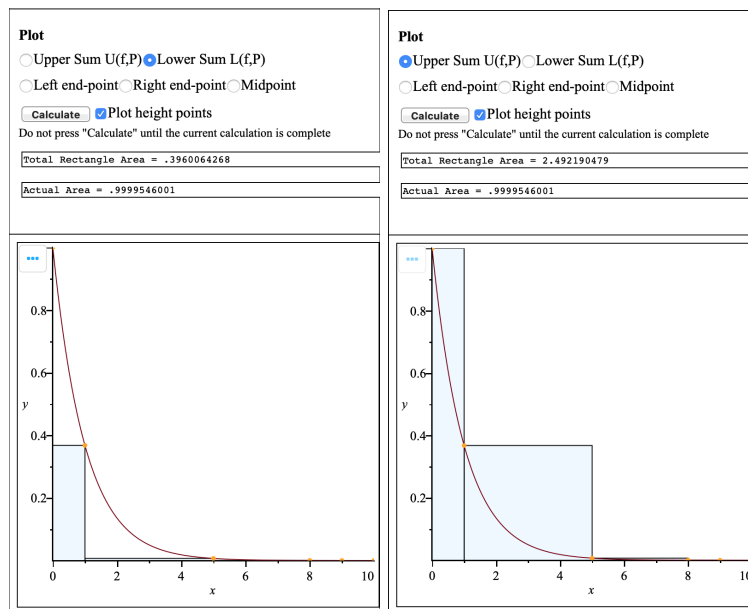 Plot
Upper Sum U(f,P) Lower Sum L(f,P)
Left end-point Right end-point Midpoint
Calculate Plot height points
Do not press "Calculate" until the current calculation is complete
Total Rectangle Area = .3960064268
Actual Area = .9999546001
0.8
0.6
y
0.4
0.2
0 2 4 6 8 10
x
Plot
Upper Sum U(f,P) Lower Sum L(f,P)
Left end-point Right end-point Midpoint
Calculate Plot height points
Do not press "Calculate" until the current calculation is complete
Total Rectangle Area = 2.492190479
Actual Area = .9999546001
0.8
0.6
y
0.4
0.2
0 2 4 6 8 10
x